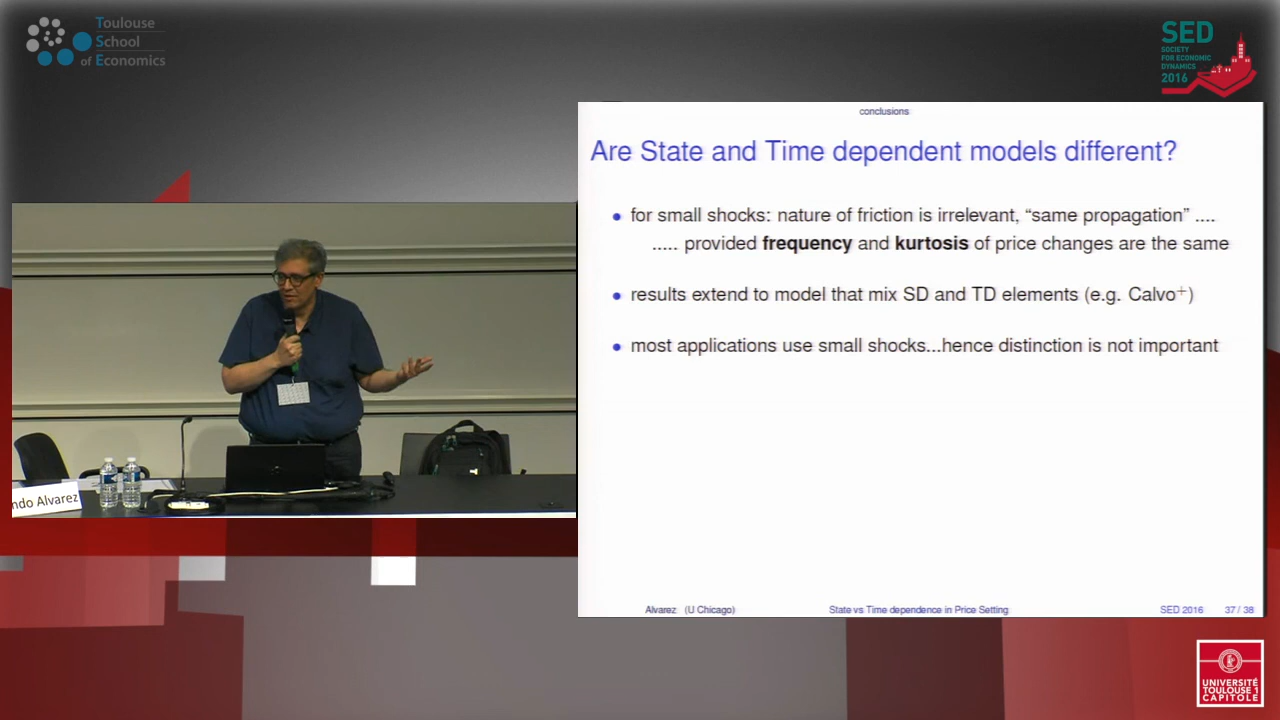 Toulouse
School
of Economics
SED
SOCIETY
FOR ECONOMIC
DYNAMICS
2016
conclusions
Are State and Time dependent models different?
• for small shocks: nature of friction is irrelevant, “same propagation” ....
..... provided frequency and kurtosis of price changes are the same
• results extend to model that mix SD and TD elements (e.g. Calvo+)
• most applications use small shocks...hence distinction is not important
Alvarez (U Chicago) State vs Time dependence in Price Setting SED 2016 37 / 38
ndo Alvarez
UNIVERSITÉ
TOULOUSE 1
CAPITOLE